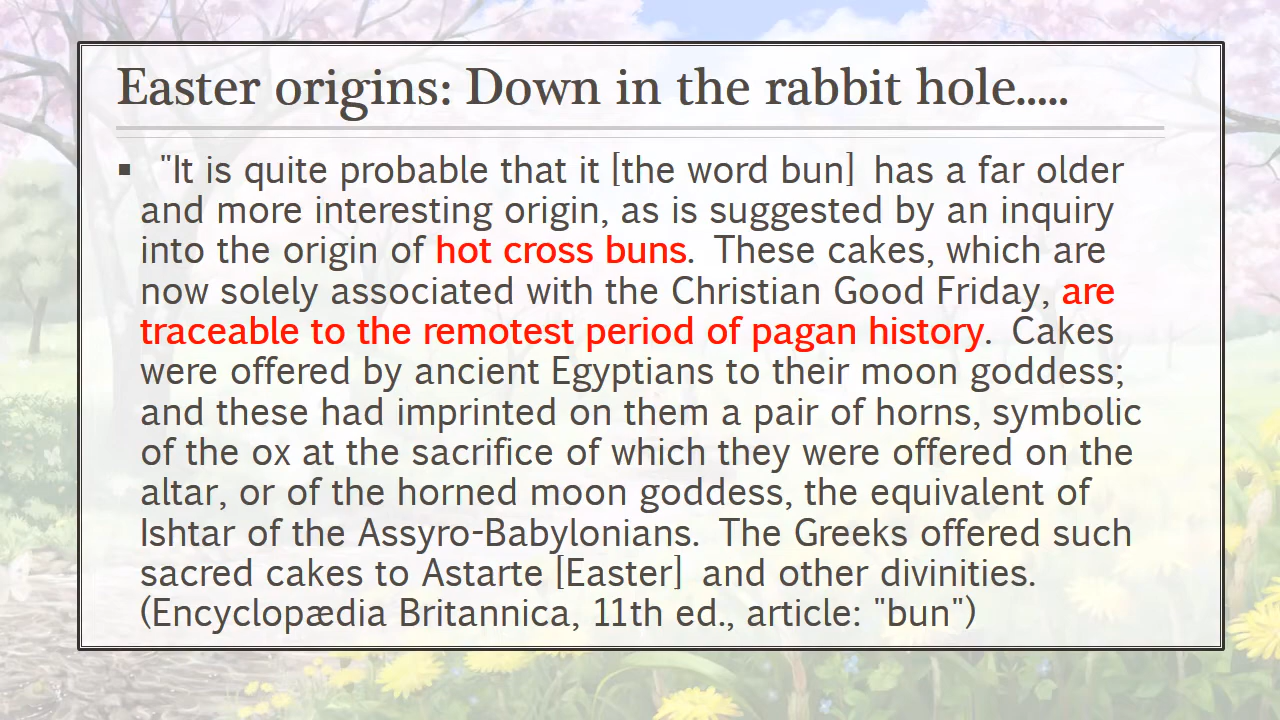 Easter origins: Down in the rabbit hole.....
▪ "It is quite probable that it [the word bun] has a far older
and more interesting origin, as is suggested by an inquiry
into the origin of hot cross buns. These cakes, which are
now solely associated with the Christian Good Friday, are
traceable to the remotest period of pagan history. Cakes
were offered by ancient Egyptians to their moon goddess;
and these had imprinted on them a pair of horns, symbolic
of the ox at the sacrifice of which they were offered on the
altar, or of the horned moon goddess, the equivalent of
Ishtar of the Assyro-Babylonians. The Greeks offered such
sacred cakes to Astarte [Easter] and other divinities.
(Encyclopædia Britannica, 11th ed., article: "bun")